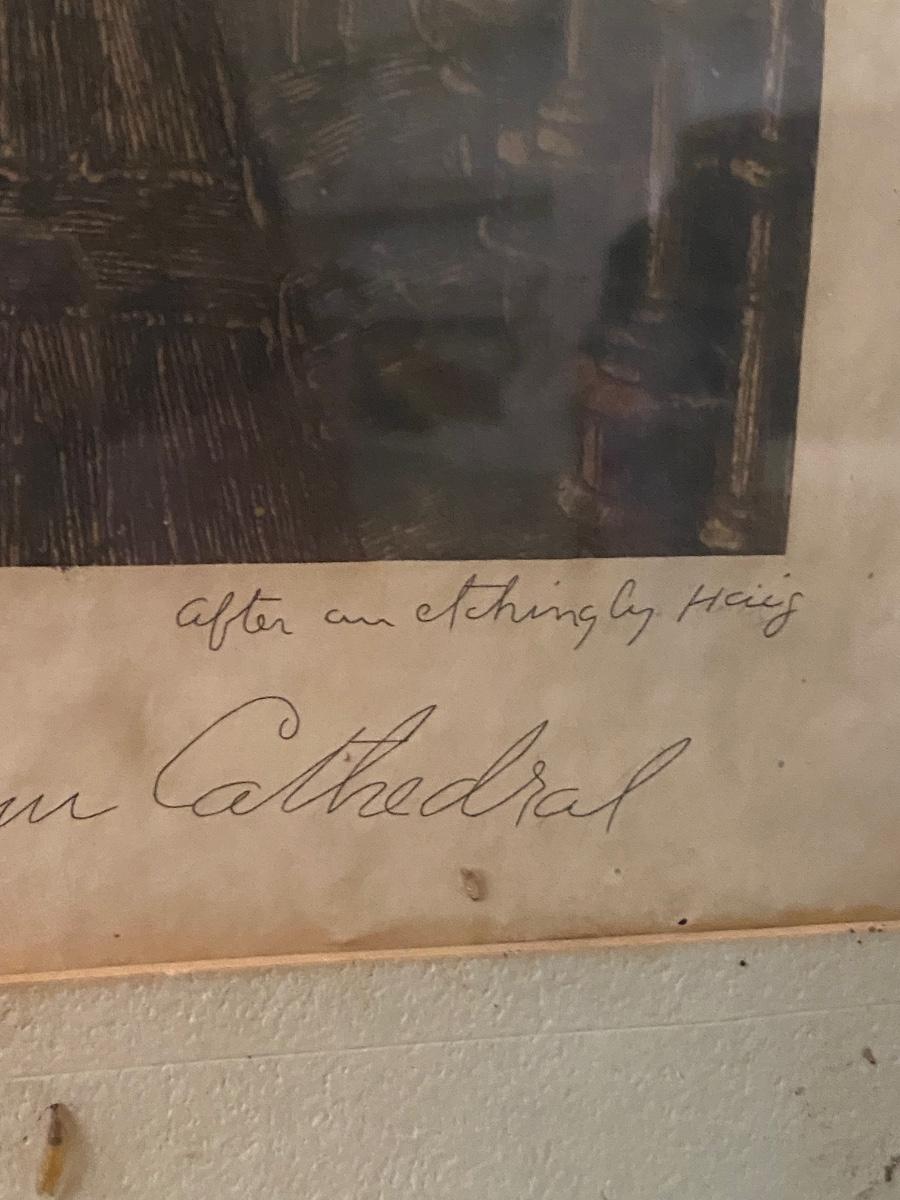 after an etching by Haig
Cathedral